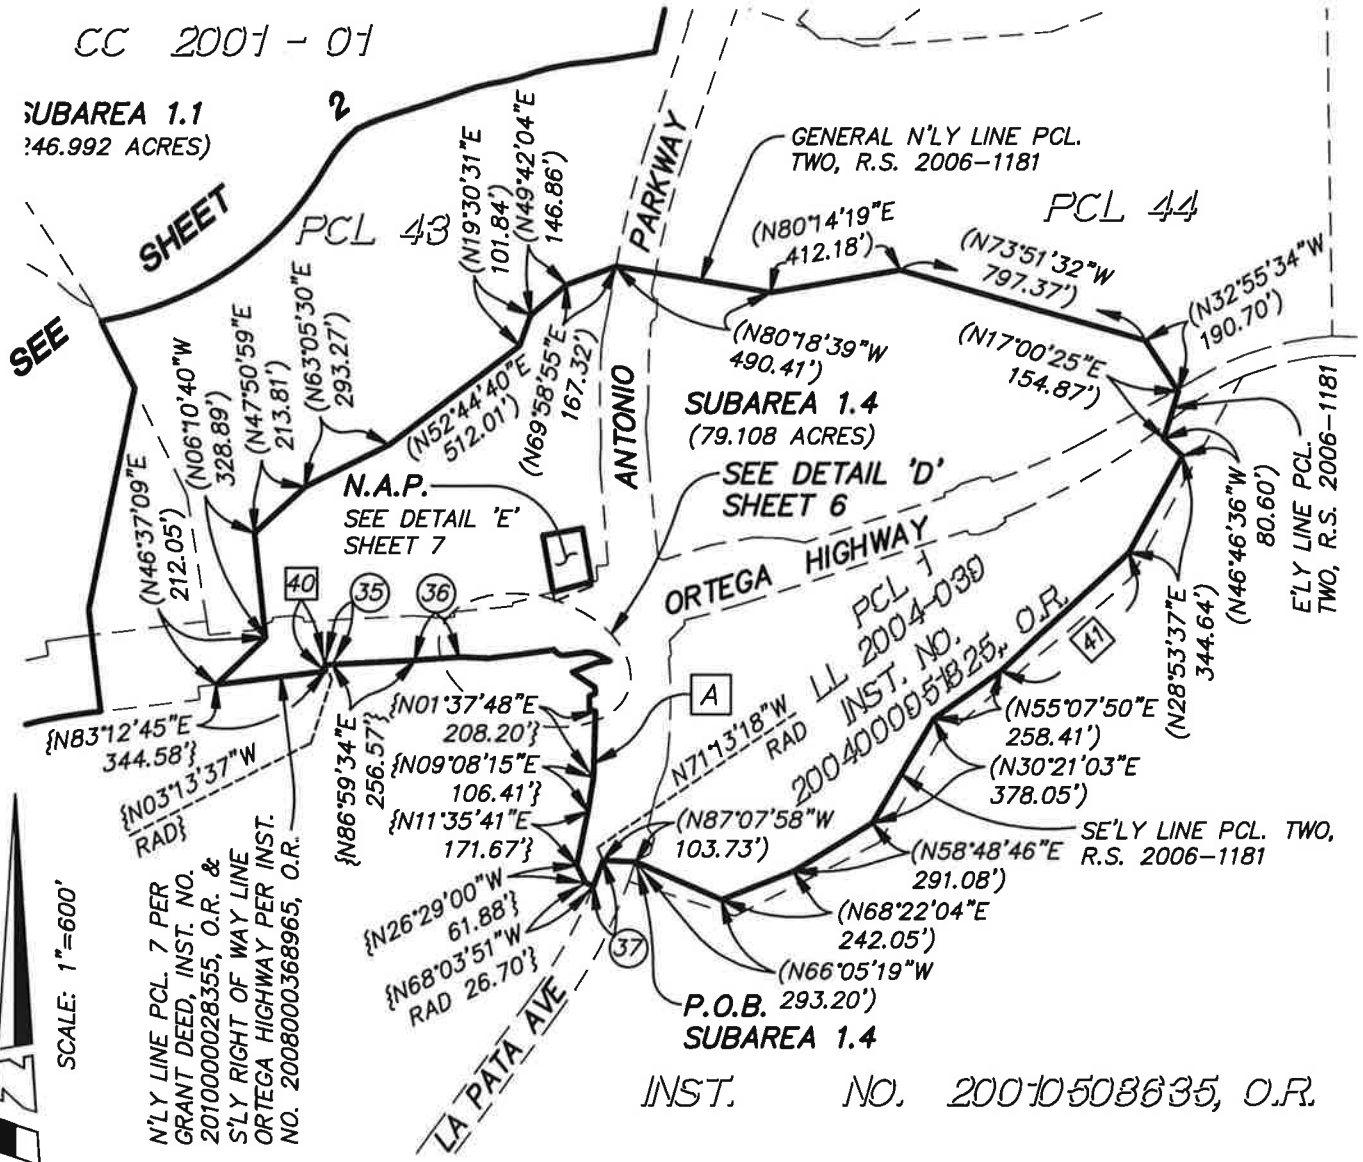 CC 2001-01
SUBAREA 1.1
246.992 ACRES)
SEE SHEET 2
PCL 43
(N19°30'31"E
101.84')
(N49°42'04"E
146.86')
ANTONIO PARKWAY
GENERAL N'LY LINE PCL.
TWO, R.S. 2006-1181
PCL 44
(N80°14'19"E
412.18')
(N73°51'32"W
797.37')
(N32°55'34"W
190.70')
(N06°10'40"W
328.89')
(N47°50'59"E
213.81')
(N63°05'30"E
293.27')
(N52°44'40"E
512.01')
(N69°58'55"E
167.32')
(N80°18'39"W
490.41')
(N17°00'25"E
154.87')
SUBAREA 1.4
(79.108 ACRES)
(N46°37'09"E
212.05')
N.A.P.
SEE DETAIL 'E'
SHEET 7
SEE DETAIL 'D'
SHEET 6
E'LY LINE PCL.
TWO, R.S. 2006-1181
(N46°46'36"W
80.60')
(N28°53'37"E
344.64')
ORTEGA HIGHWAY
40
35
36
41
PCL 1
LL 2004-039
INST. NO.
2004000951825, O.R.
A
{N83°12'45"E
344.58'}
{N03°13'37"W
RAD}
{N86°59'34"E
256.57'}
{N01°37'48"E
208.20'}
{N09°08'15"E
106.41'}
{N11°35'41"E
171.67'}
{N26°29'00"W
61.88'}
{N68°03'51"W
RAD 26.70'}
N71°13'18"W
RAD
(N55°07'50"E
258.41')
(N30°21'03"E
378.05')
(N87°07'58"W
103.73')
SE'LY LINE PCL. TWO,
R.S. 2006-1181
(N58°48'46"E
291.08')
(N68°22'04"E
242.05')
(N66°05'19"W
293.20')
37
P.O.B.
SUBAREA 1.4
LA PATA AVE
SCALE: 1"=600'
N'LY LINE PCL. 7 PER
GRANT DEED, INST. NO.
2010000028355, O.R. &
S'LY RIGHT OF WAY LINE
ORTEGA HIGHWAY PER INST.
NO. 2008000368965, O.R.
INST. NO. 20010508635, O.R.